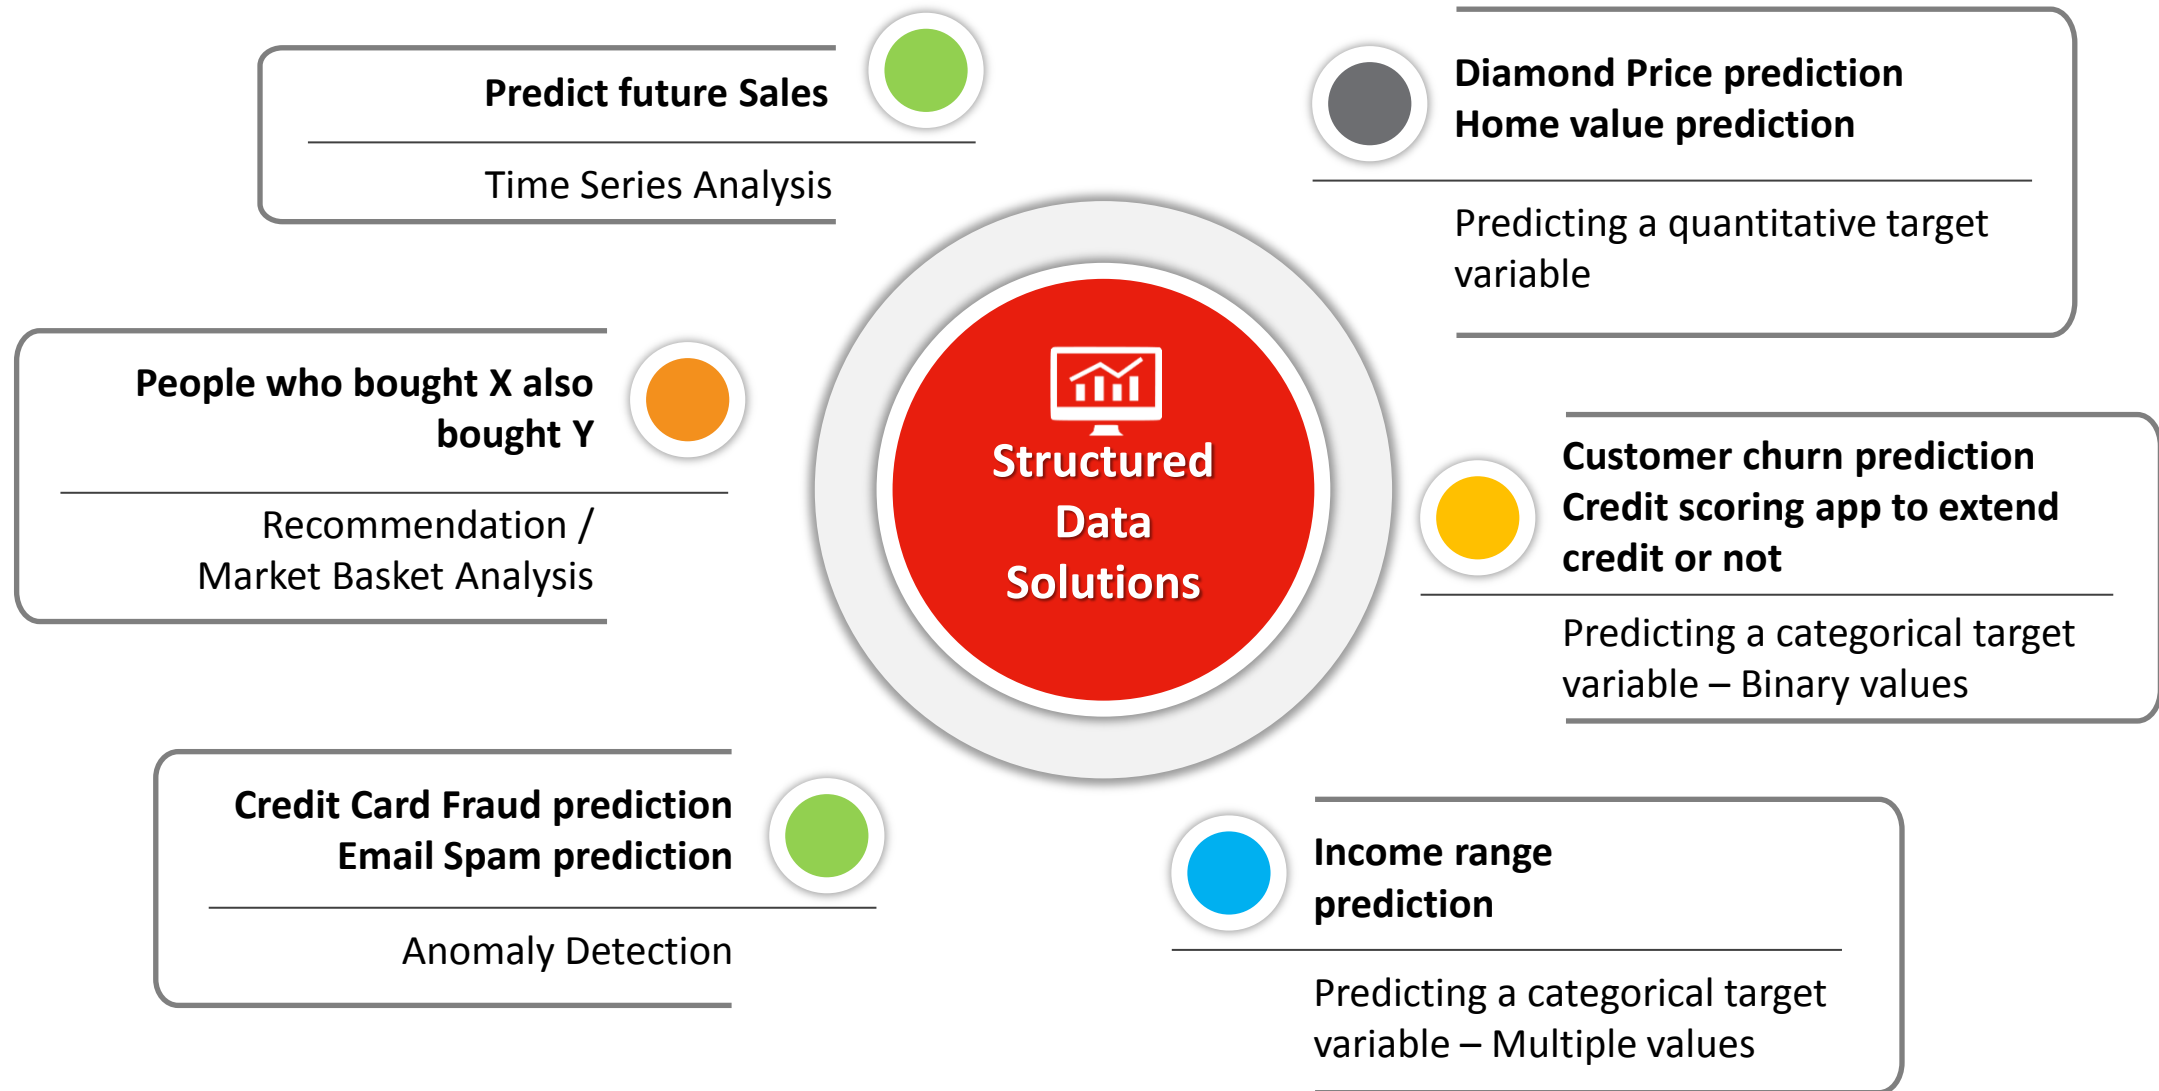 Predict future Sales
Time Series Analysis
People who bought X also
bought Y
Recommendation /
Market Basket Analysis
Credit Card Fraud prediction
Email Spam prediction
Anomaly Detection
Structured
Data
Solutions
Diamond Price prediction
Home value prediction
Predicting a quantitative target
variable
Customer churn prediction
Credit scoring app to extend
credit or not
Predicting a categorical target
variable – Binary values
Income range
prediction
Predicting a categorical target
variable – Multiple values